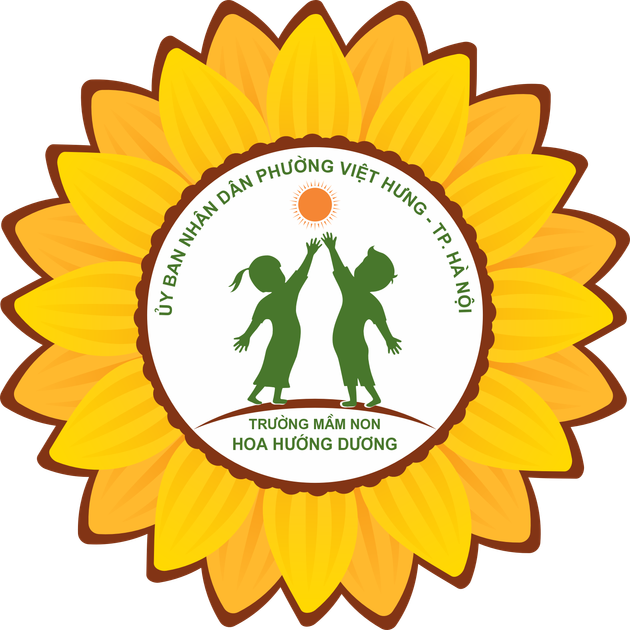 ỦY BAN NHÂN DÂN PHƯỜNG VIỆT HƯNG - TP. HÀ NỘI
TRƯỜNG MẦM NON
HOA HƯỚNG DƯƠNG